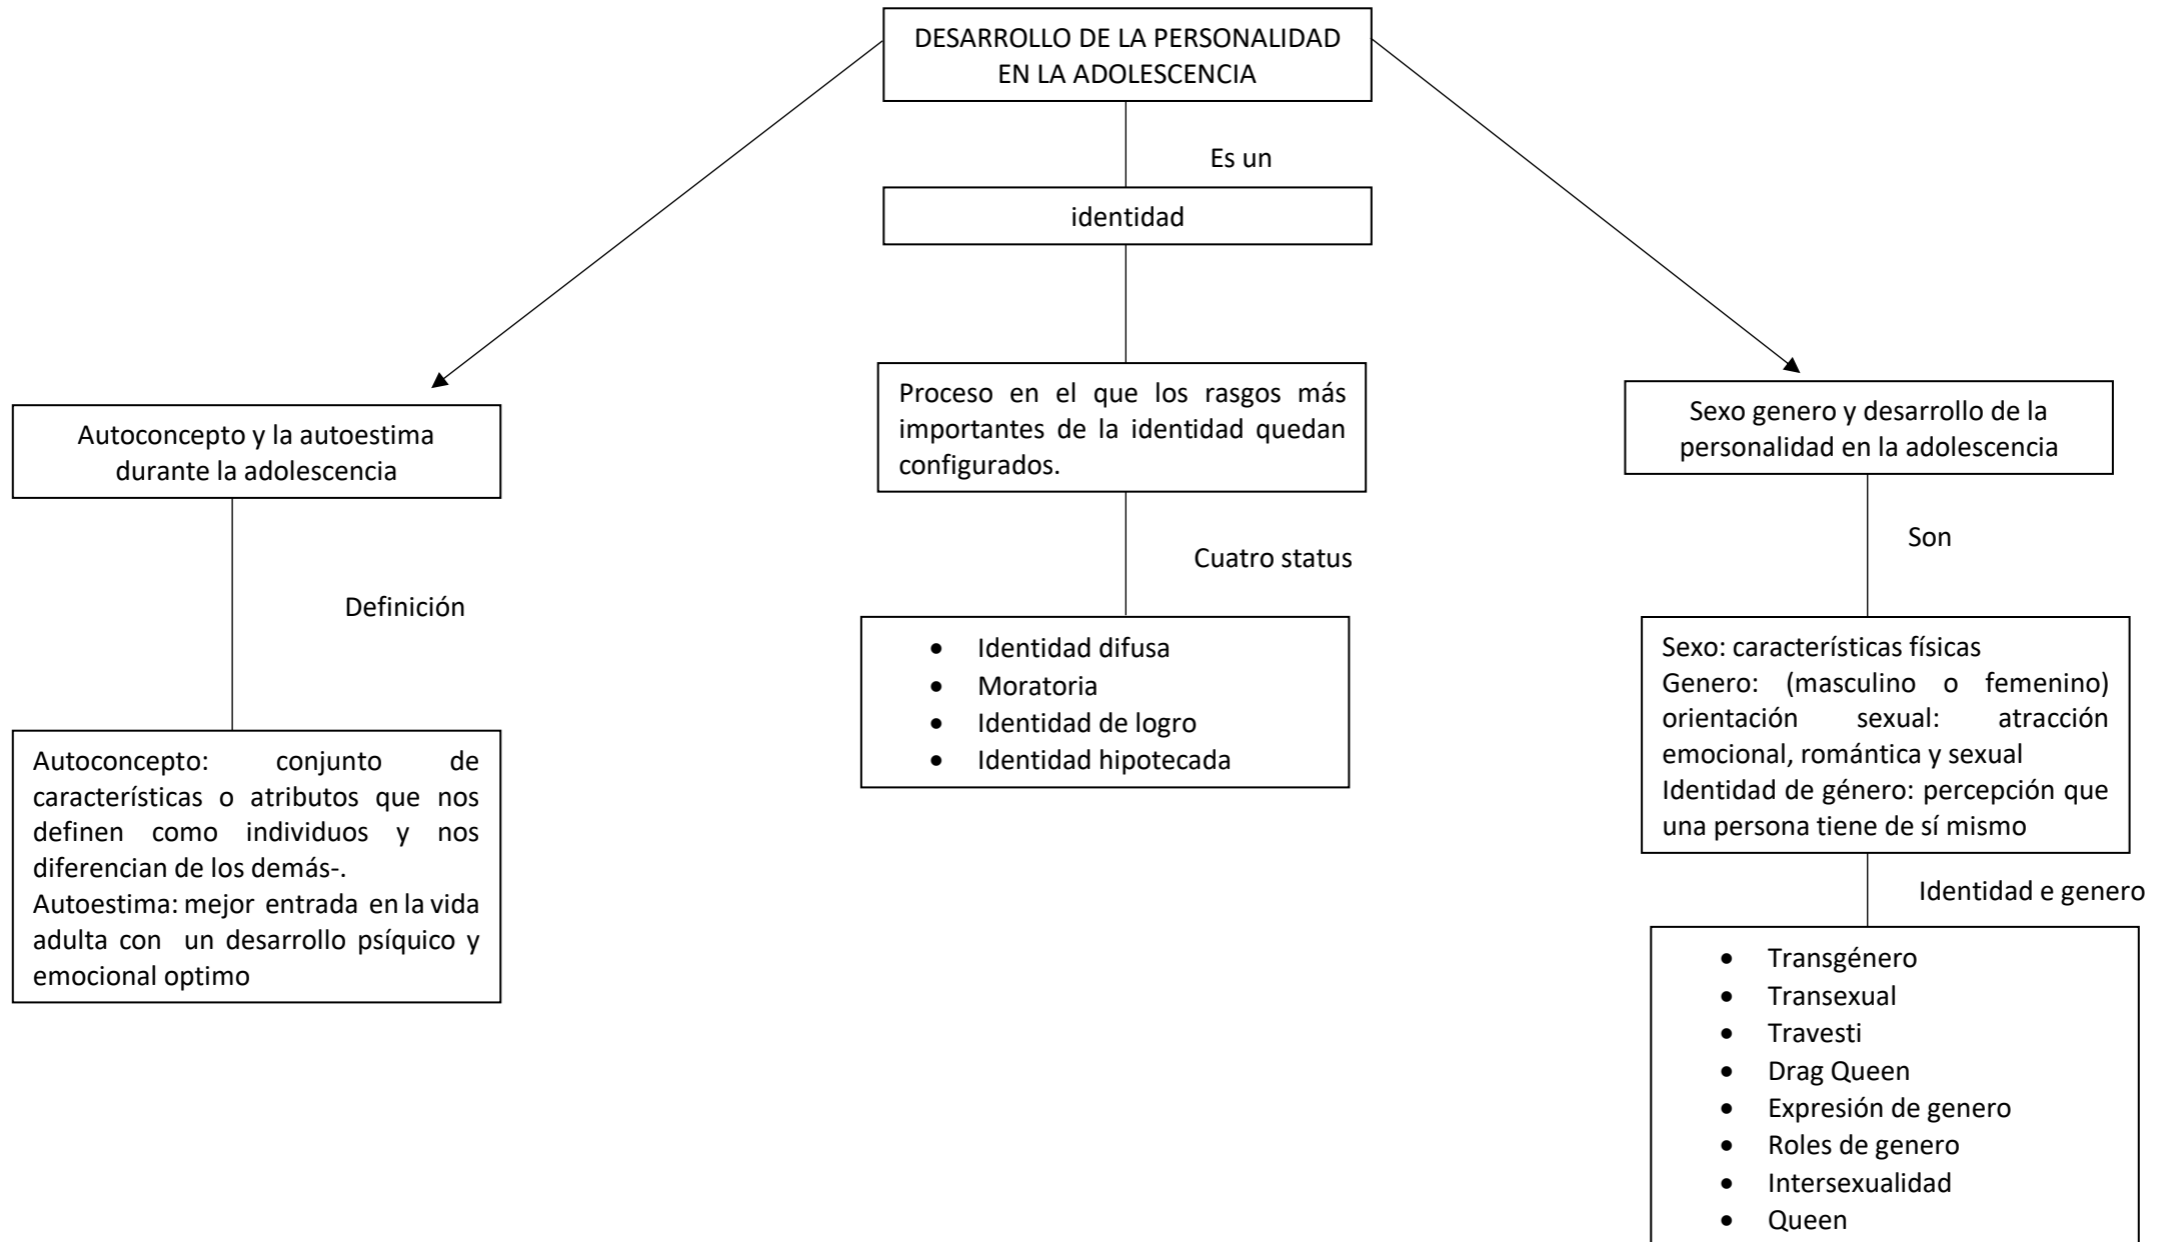 DESARROLLO DE LA PERSONALIDAD
EN LA ADOLESCENCIA
Es un
identidad
Autoconcepto y la autoestima
durante la adolescencia
Definición
Autoconcepto: conjunto de
características o atributos que nos
definen como individuos y nos
diferencian de los demás-.
Autoestima: mejor entrada en la vida
adulta con un desarrollo psíquico y
emocional optimo
Proceso en el que los rasgos más
importantes de la identidad quedan
configurados.
Cuatro status
• Identidad difusa
• Moratoria
• Identidad de logro
• Identidad hipotecada
Sexo genero y desarrollo de la
personalidad en la adolescencia
Son
Sexo: características físicas
Genero: (masculino o femenino)
orientación sexual: atracción
emocional, romántica y sexual
Identidad de género: percepción que
una persona tiene de sí mismo
Identidad e genero
• Transgénero
• Transexual
• Travesti
• Drag Queen
• Expresión de genero
• Roles de genero
• Intersexualidad
• Queen